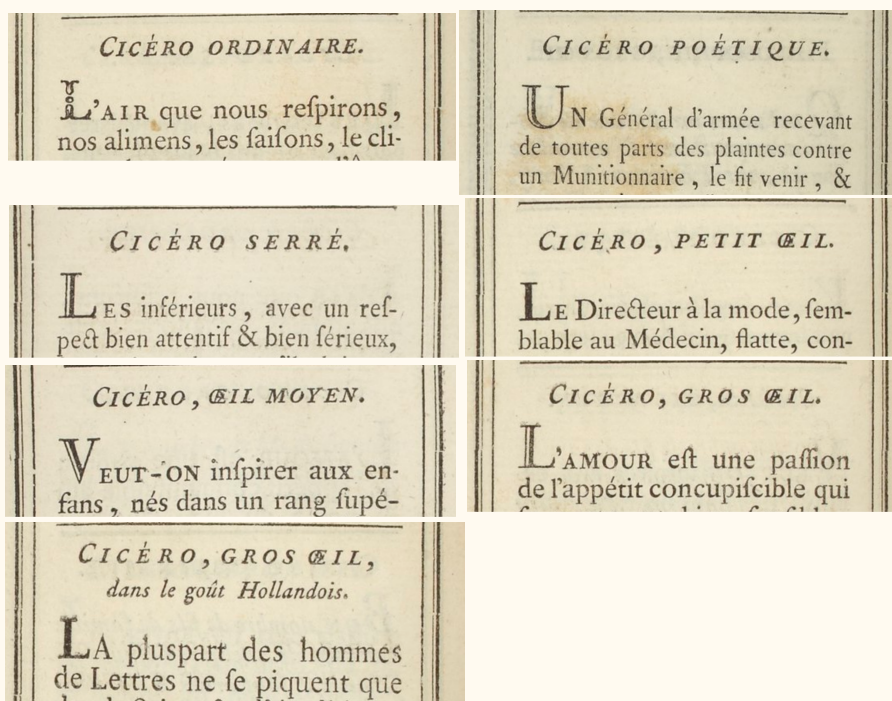 CICÉRO ORDINAIRE.
L'AIR que nous reſpirons,
nos alimens, les ſaiſons, le cli-
CICÉRO POÉTIQUE.
UN Général d'armée recevant
de toutes parts des plaintes contre
un Munitionnaire, le fit venir, &
CICÉRO SERRÉ.
LES inférieurs, avec un reſ-
pect bien attentif & bien ſérieux,
CICÉRO, PETIT ŒIL.
LE Directeur à la mode, ſem-
blable au Médecin, flatte, con-
CICÉRO, ŒIL MOYEN.
VEUT-ON inſpirer aux en-
fans, nés dans un rang ſupé-
CICÉRO, GROS ŒIL.
L'AMOUR eſt une paſſion
de l'appétit concupiſcible qui
CICÉRO, GROS ŒIL,
dans le goût Hollandois.
LA pluspart des hommes
de Lettres ne ſe piquent que